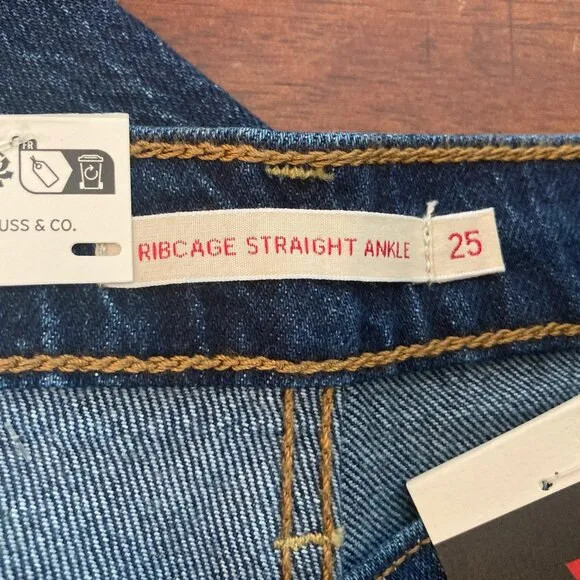 FR
USS & CO.
RIBCAGE STRAIGHT ANKLE 25